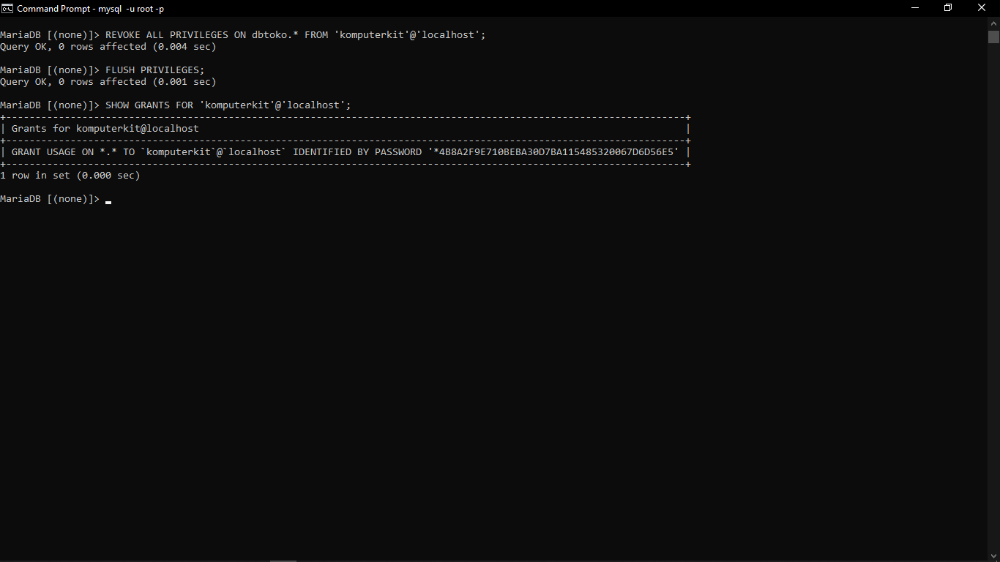 Command Prompt - mysql -u root -p
MariaDB [(none)]> REVOKE ALL PRIVILEGES ON dbtoko.* FROM 'komputerkit'@'localhost';
Query OK, 0 rows affected (0.004 sec)
MariaDB [(none)]> FLUSH PRIVILEGES;
Query OK, 0 rows affected (0.001 sec)
MariaDB [(none)]> SHOW GRANTS FOR 'komputerkit'@'localhost';
+--------------------------------------------------------------------------------------------------------------------+
| Grants for komputerkit@localhost                                                                                   |
+--------------------------------------------------------------------------------------------------------------------+
| GRANT USAGE ON *.* TO `komputerkit`@`localhost` IDENTIFIED BY PASSWORD '*4B8A2F9E710BEBA30D7BA115485320067D6D56E5' |
+--------------------------------------------------------------------------------------------------------------------+
1 row in set (0.000 sec)
MariaDB [(none)]> _